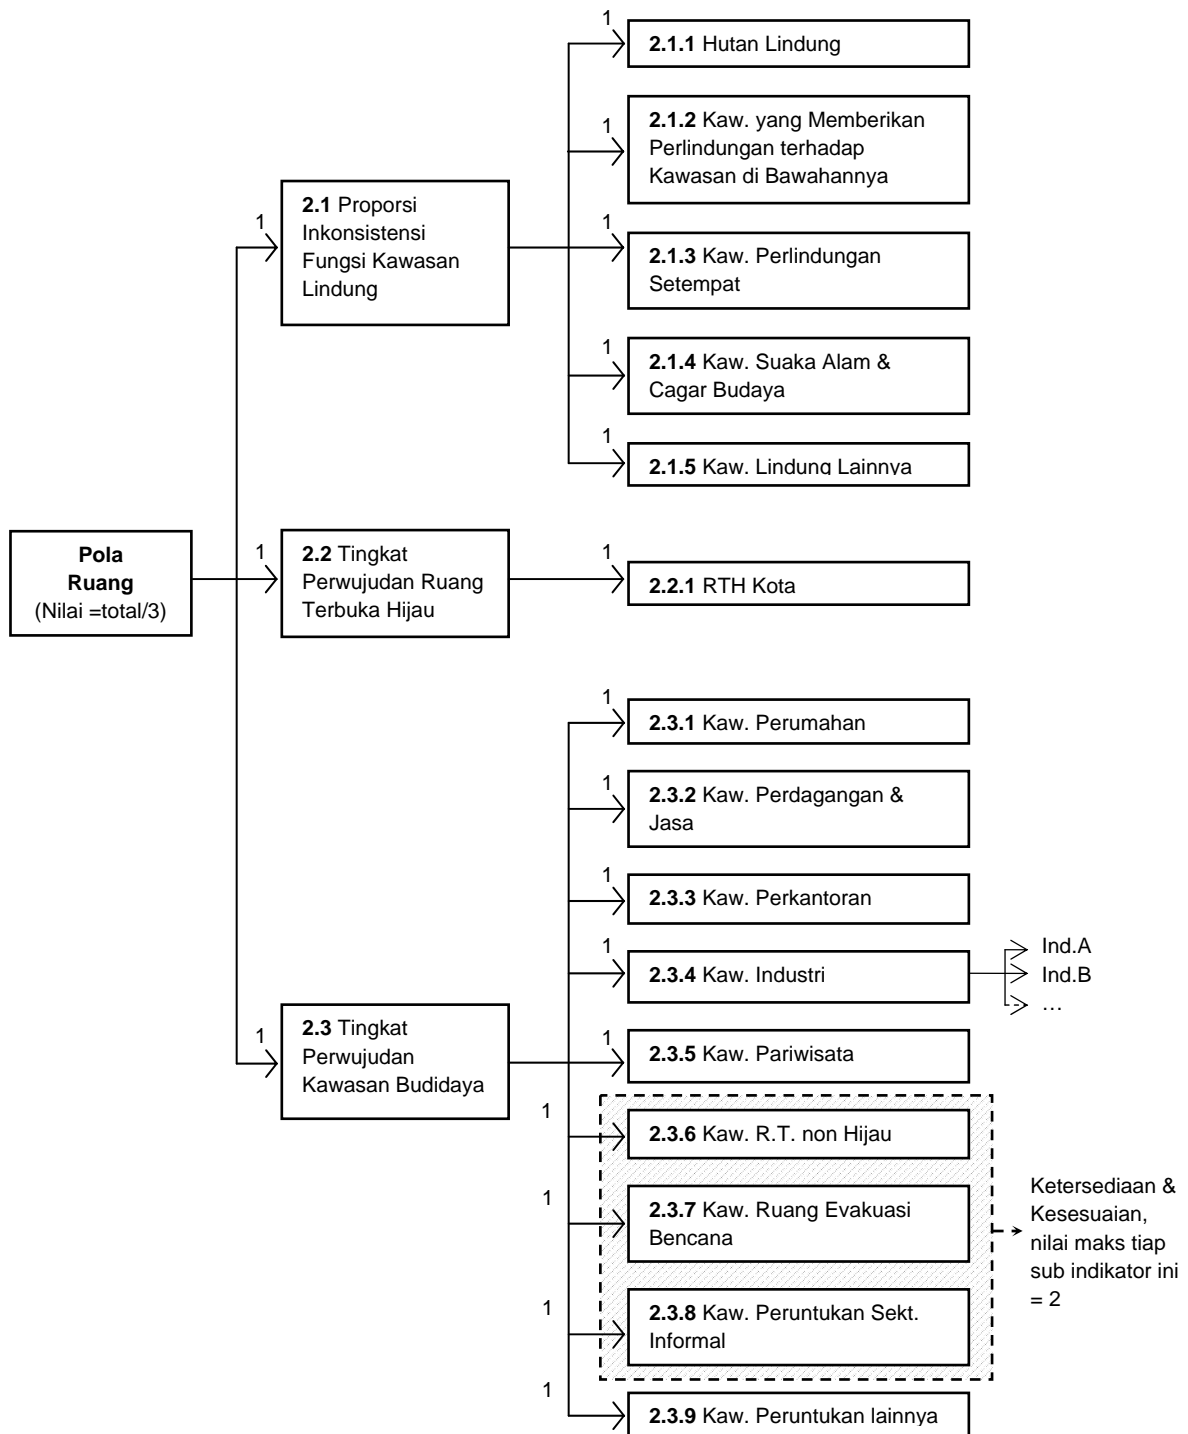 1
2.1.1 Hutan Lindung
1
2.1.2 Kaw. yang Memberikan
Perlindungan terhadap
Kawasan di Bawahannya
1
2.1 Proporsi
Inkonsistensi
Fungsi Kawasan
Lindung
1
2.1.3 Kaw. Perlindungan
Setempat
1
2.1.4 Kaw. Suaka Alam &
Cagar Budaya
1
2.1.5 Kaw. Lindung Lainnya
Pola
Ruang
(Nilai =total/3)
1
2.2 Tingkat
Perwujudan Ruang
Terbuka Hijau
1
2.2.1 RTH Kota
1
2.3.1 Kaw. Perumahan
1
2.3.2 Kaw. Perdagangan &
Jasa
1
2.3.3 Kaw. Perkantoran
1
2.3.4 Kaw. Industri
Ind.A
Ind.B
…
1
2.3 Tingkat
Perwujudan
Kawasan Budidaya
1
2.3.5 Kaw. Pariwisata
1
2.3.6 Kaw. R.T. non Hijau
1
2.3.7 Kaw. Ruang Evakuasi
Bencana
1
2.3.8 Kaw. Peruntukan Sekt.
Informal
Ketersediaan &
Kesesuaian,
nilai maks tiap
sub indikator ini
= 2
1
2.3.9 Kaw. Peruntukan lainnya